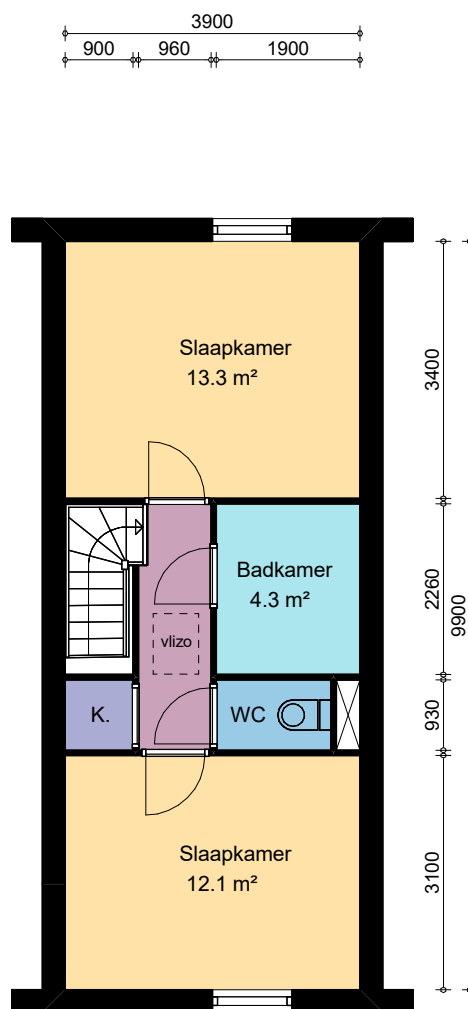 3900
900 960 1900
Slaapkamer
13.3 m²
3400
Badkamer
4.3 m²
2260
9900
vlizo
K.
WC
930
Slaapkamer
12.1 m²
3100